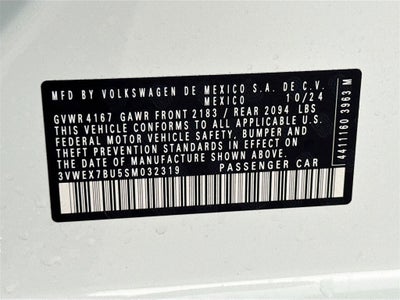 MFD BY VOLKSWAGEN DE MEXICO S.A. DE C.V.
MEXICO 10/24
GVWR 4167 GAWR FRONT 2183 / REAR 2094 LBS
THIS VEHICLE CONFORMS TO ALL APPLICABLE U.S.
FEDERAL MOTOR VEHICLE SAFETY, BUMPER AND
THEFT PREVENTION STANDARDS IN EFFECT ON
THE DATE OF MANUFACTURE SHOWN ABOVE.
3VWEX7BU5SM032319 PASSENGER CAR
4411160 3963 M